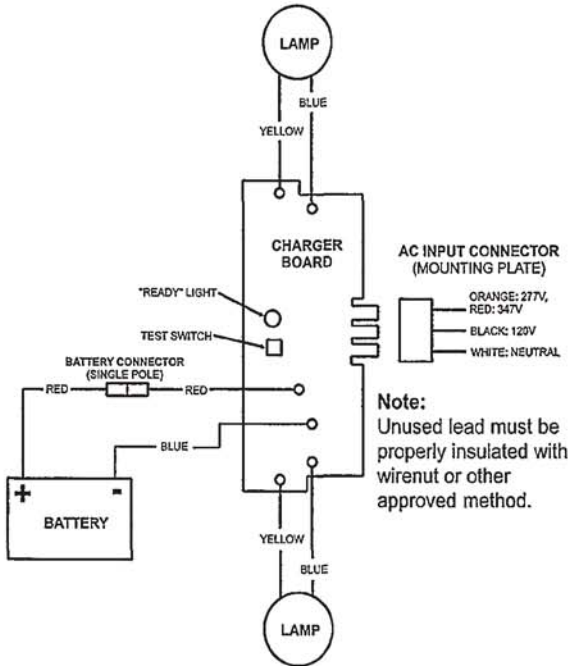 LAMP
BLUE
YELLOW
CHARGER
BOARD
AC INPUT CONNECTOR
(MOUNTING PLATE)
ORANGE: 277V,
RED: 347V
BLACK: 120V
WHITE: NEUTRAL
"READY" LIGHT
TEST SWITCH
BATTERY CONNECTOR
(SINGLE POLE)
RED
RED
BLUE
+ -
BATTERY
Note:
Unused lead must be
properly insulated with
wirenut or other
approved method.
YELLOW
BLUE
LAMP